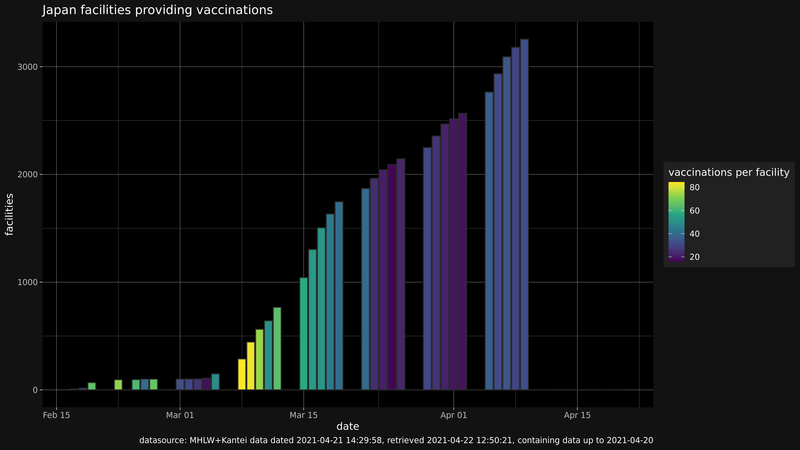 Japan facilities providing vaccinations
facilities
3000
2000
1000
0
Feb 15
Mar 01
Mar 15
Apr 01
Apr 15
date
vaccinations per facility
80
60
40
20
datasource: MHLW+Kantei data dated 2021-04-21 14:29:58, retrieved 2021-04-22 12:50:21, containing data up to 2021-04-20